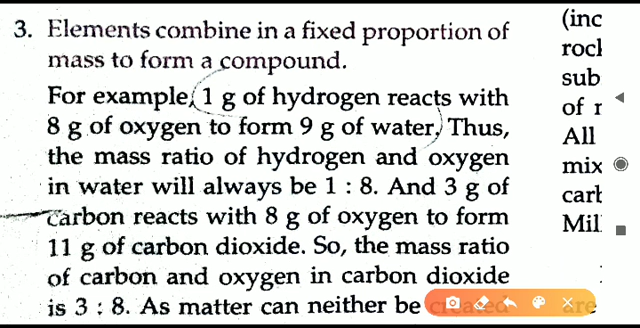 3. Elements combine in a fixed proportion of
mass to form a compound.
For example, 1 g of hydrogen reacts with
8 g of oxygen to form 9 g of water. Thus,
the mass ratio of hydrogen and oxygen
in water will always be 1 : 8. And 3 g of
carbon reacts with 8 g of oxygen to form
11 g of carbon dioxide. So, the mass ratio
of carbon and oxygen in carbon dioxide
is 3 : 8. As matter can neither be created
(inc
rock
sub
of r
All
mix
carb
Mil
are